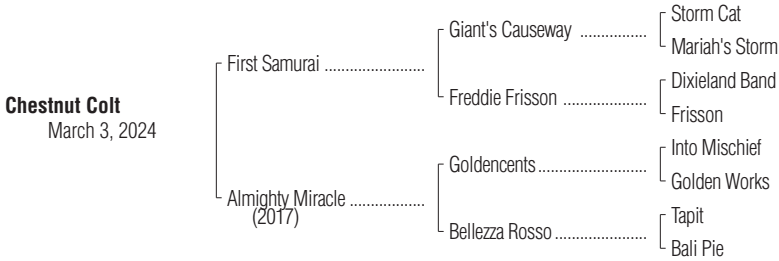 Storm Cat
Giant's Causeway ................
Mariah's Storm
First Samurai ........................
Dixieland Band
Freddie Frisson ....................
Frisson
Chestnut Colt
March 3, 2024
Into Mischief
Goldencents..........................
Golden Works
Almighty Miracle ..................
(2017)
Tapit
Bellezza Rosso......................
Bali Pie